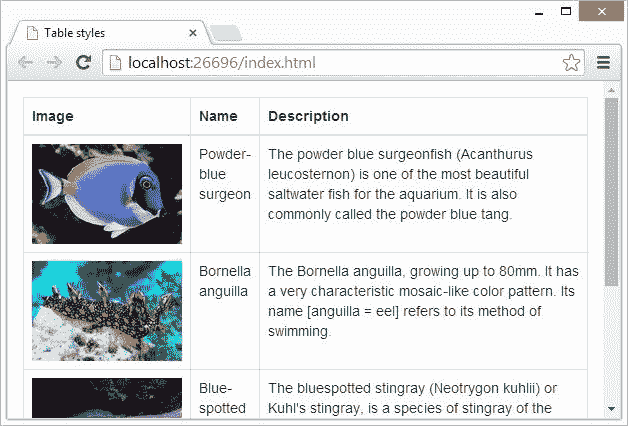 Table styles
localhost:26696/index.html
Image Name Description
Powder-
blue
surgeon
The powder blue surgeonfish (Acanthurus
leucosternon) is one of the most beautiful
saltwater fish for the aquarium. It is also
commonly called the powder blue tang.
Bornella
anguilla
The Bornella anguilla, growing up to 80mm. It has
a very characteristic mosaic-like color pattern. Its
name [anguilla = eel] refers to its method of
swimming.
Blue-
spotted
The bluespotted stingray (Neotrygon kuhlii) or
Kuhl's stingray, is a species of stingray of the